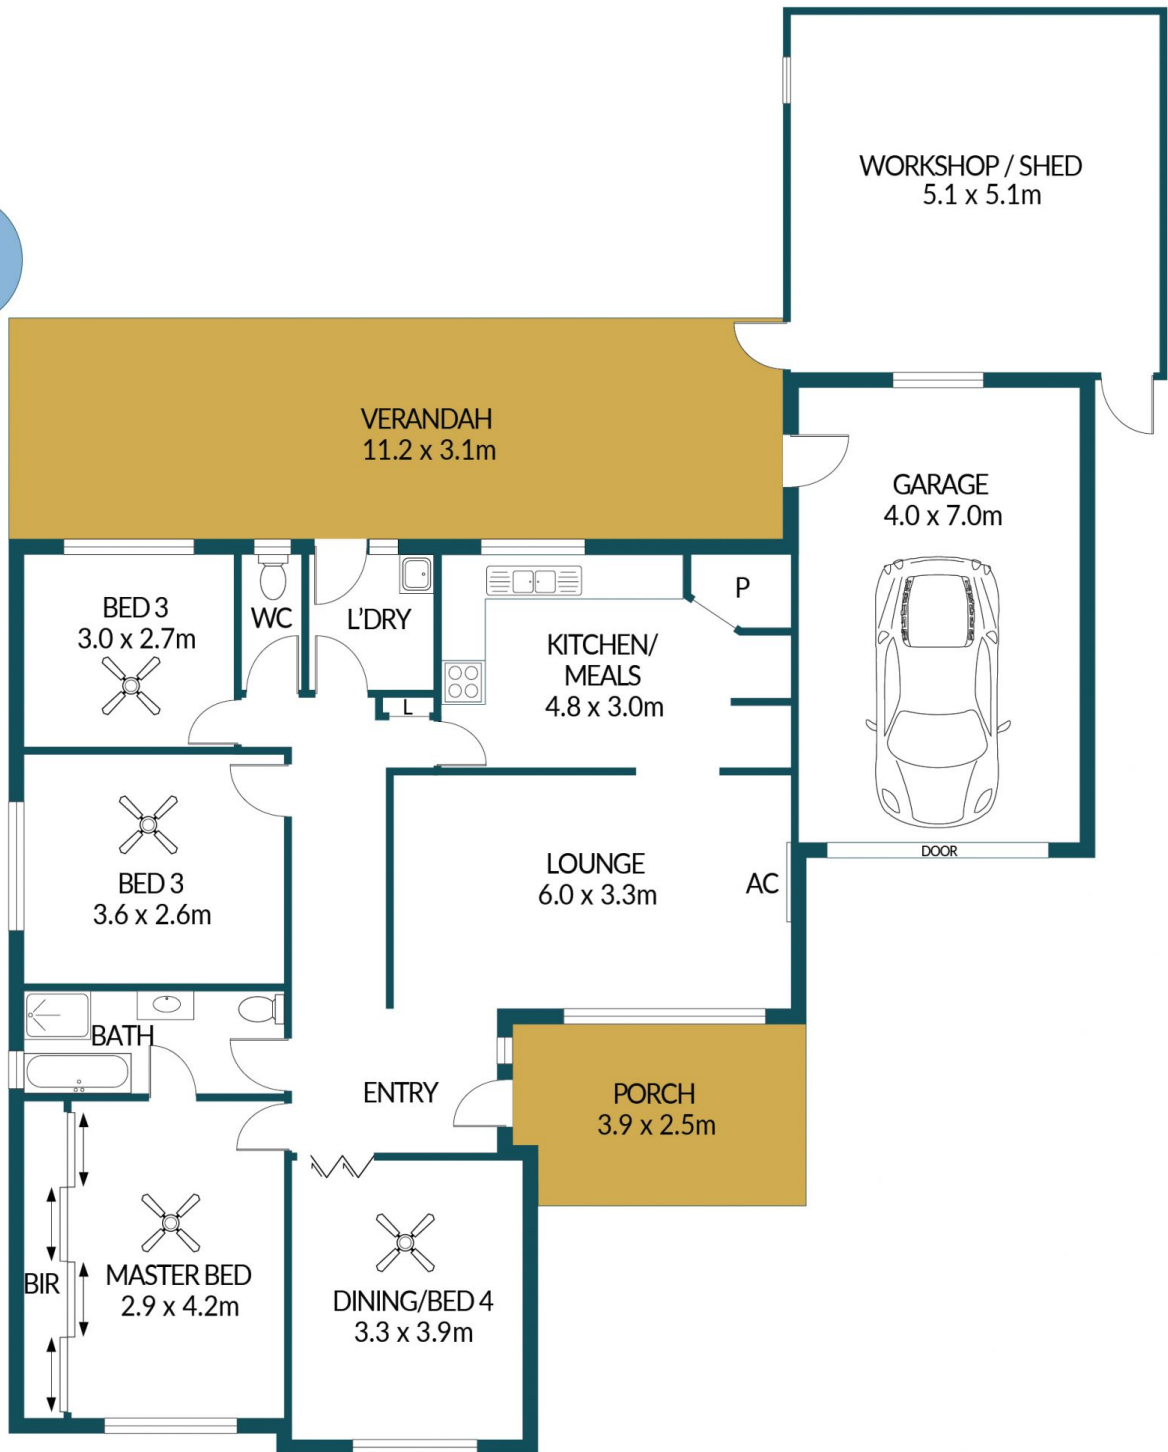 WORKSHOP / SHED
5.1 x 5.1m
VERANDAH
11.2 x 3.1m
GARAGE
4.0 x 7.0m
BED 3
3.0 x 2.7m
WC
L'DRY
KITCHEN/
MEALS
4.8 x 3.0m
P
L
DOOR
BED 3
3.6 x 2.6m
LOUNGE
6.0 x 3.3m
AC
BATH
ENTRY
PORCH
3.9 x 2.5m
BIR
MASTER BED
2.9 x 4.2m
DINING/BED 4
3.3 x 3.9m